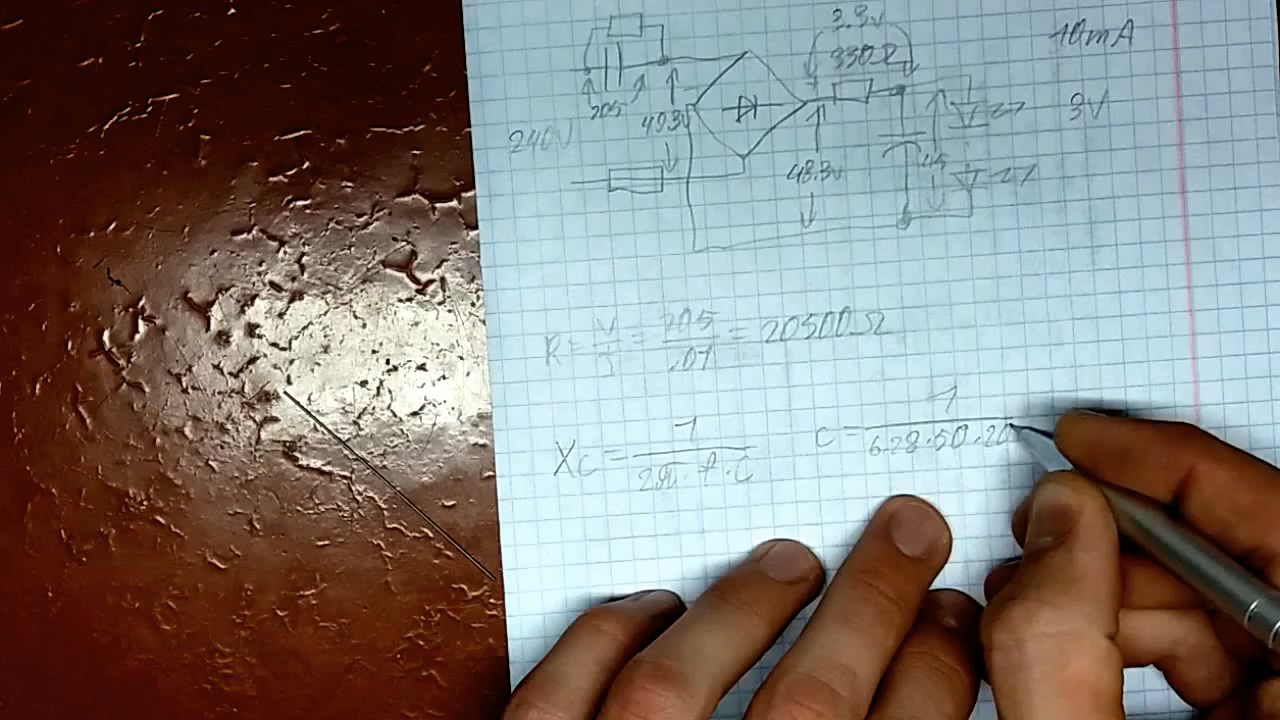 3.3V
10mA
330Ω
205
240V
49.3V
3V
48.3V
45
R = V/J = 205/.01 = 20500Ω
Xc = 1/2π·f·c
c = 1/6.28·50·20